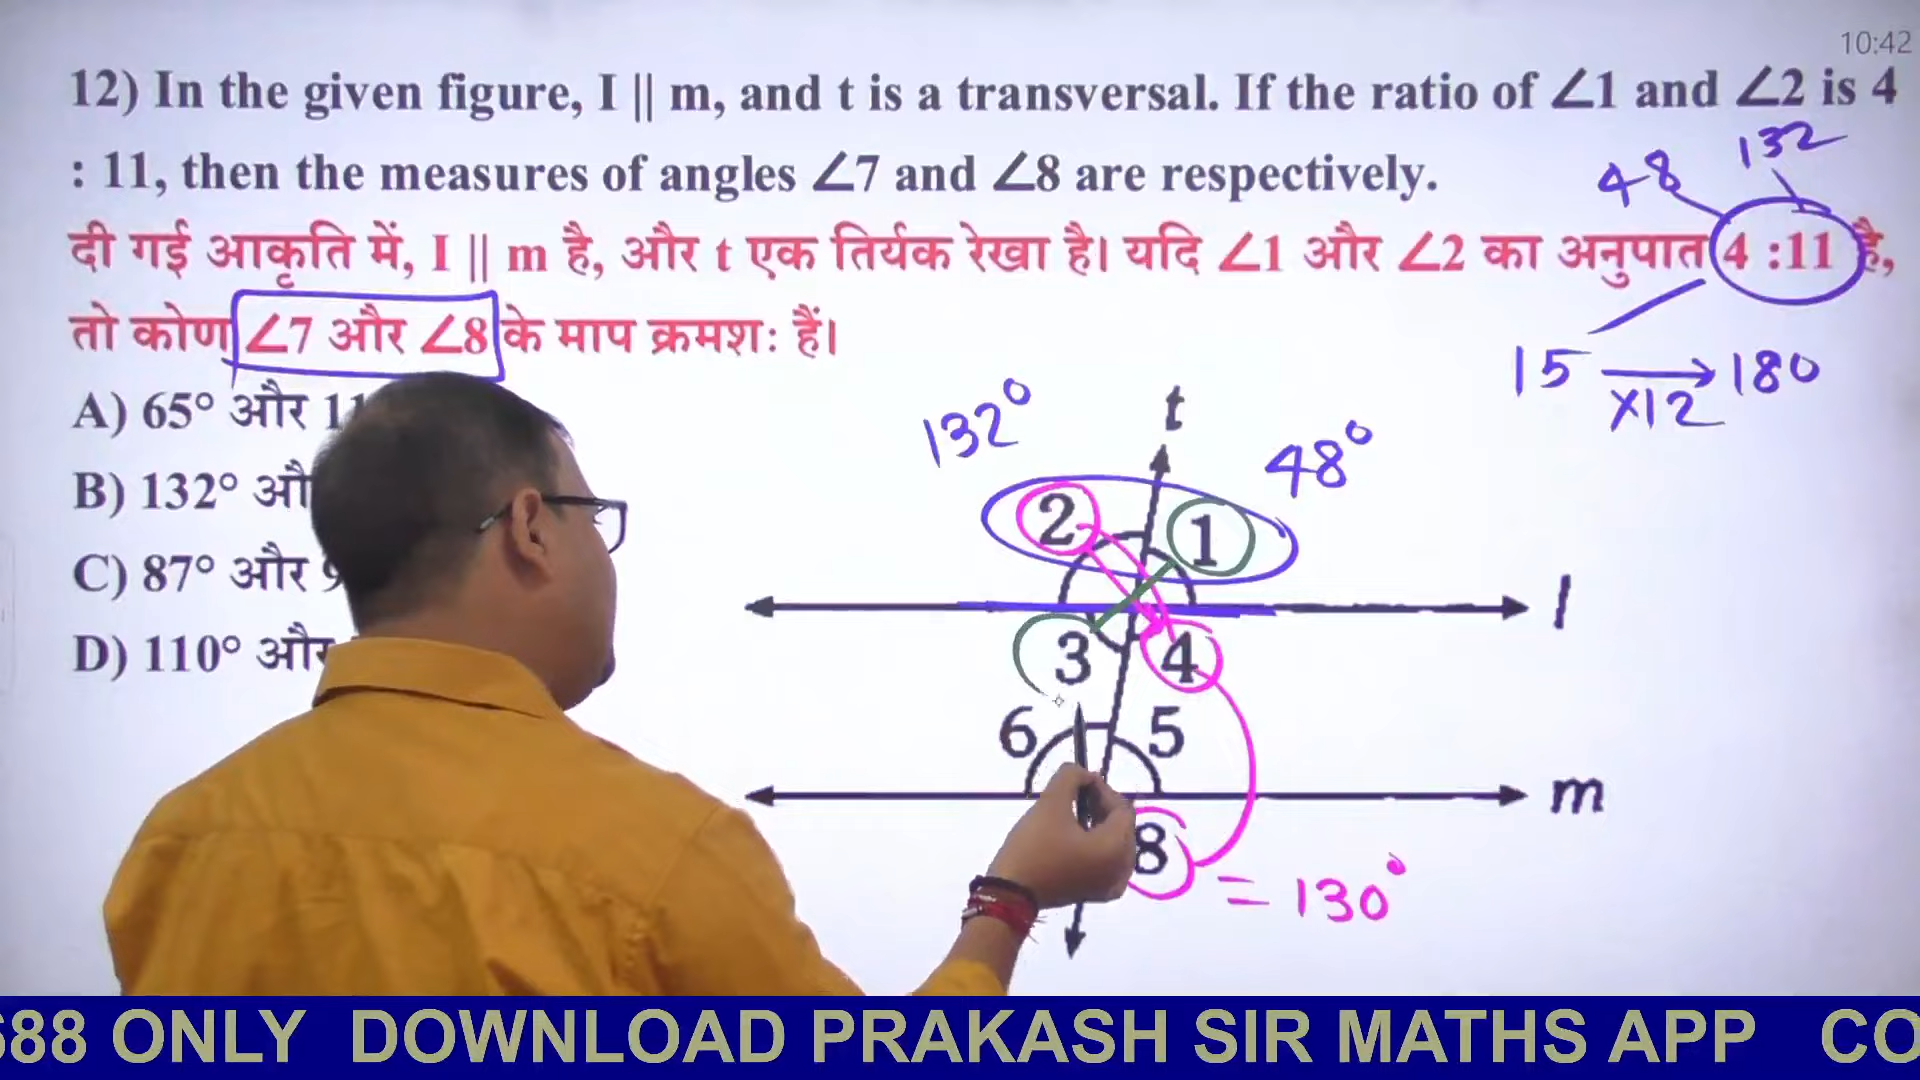 10:42
12) In the given figure, I || m, and t is a transversal. If the ratio of ∠1 and ∠2 is 4
: 11, then the measures of angles ∠7 and ∠8 are respectively.
48 132
दी गई आकृति में, I || m है, और t एक तिर्यक रेखा है। यदि ∠1 और ∠2 का अनुपात 4 :11 है,
तो कोण ∠7 और ∠8 के माप क्रमशः हैं।
15 → 180
×12
A) 65° और 11
B) 132° औ
C) 87° और 9
D) 110° और
t
132° 48°
2 1
l
3 4
6 5
m
8 = 130°
688 ONLY DOWNLOAD PRAKASH SIR MATHS APP CO